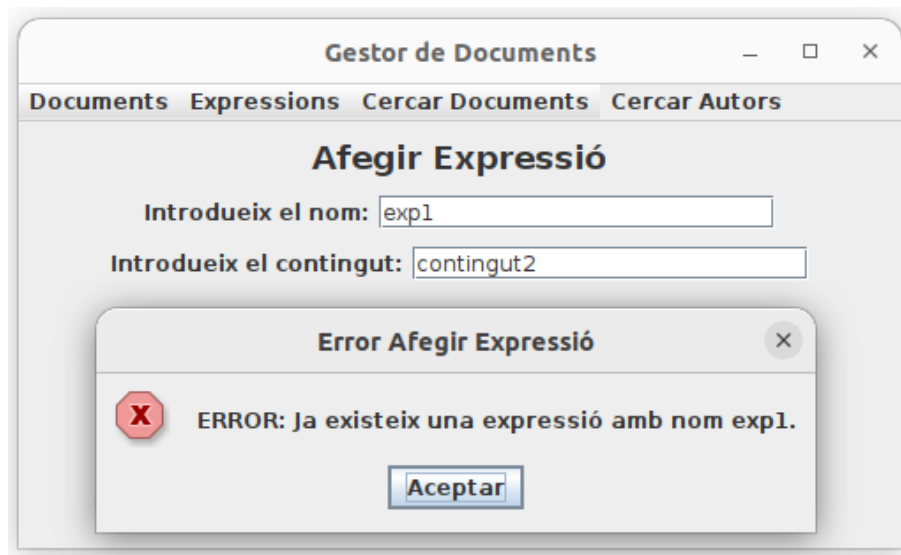 Gestor de Documents
Documents Expressions Cercar Documents Cercar Autors
Afegir Expressió
Introdueix el nom: exp1
Introdueix el contingut: contingut2
Error Afegir Expressió
X ERROR: Ja existeix una expressió amb nom exp1.
Aceptar